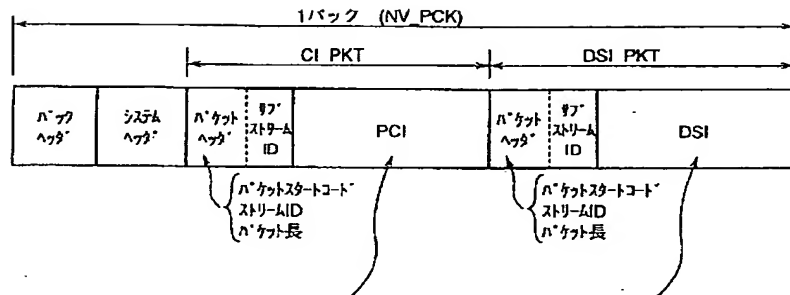 1パック (NV_PCK)
CI PKT
DSI PKT
パック
ヘッダ
システム
ヘッダ
パケット
ヘッダ
サブ
ストリーム
ID
PCI
パケット
ヘッダ
サブ
ストリーム
ID
DSI
パケットスタートコード
ストリームID
パケット長
パケットスタートコード
ストリームID
パケット長